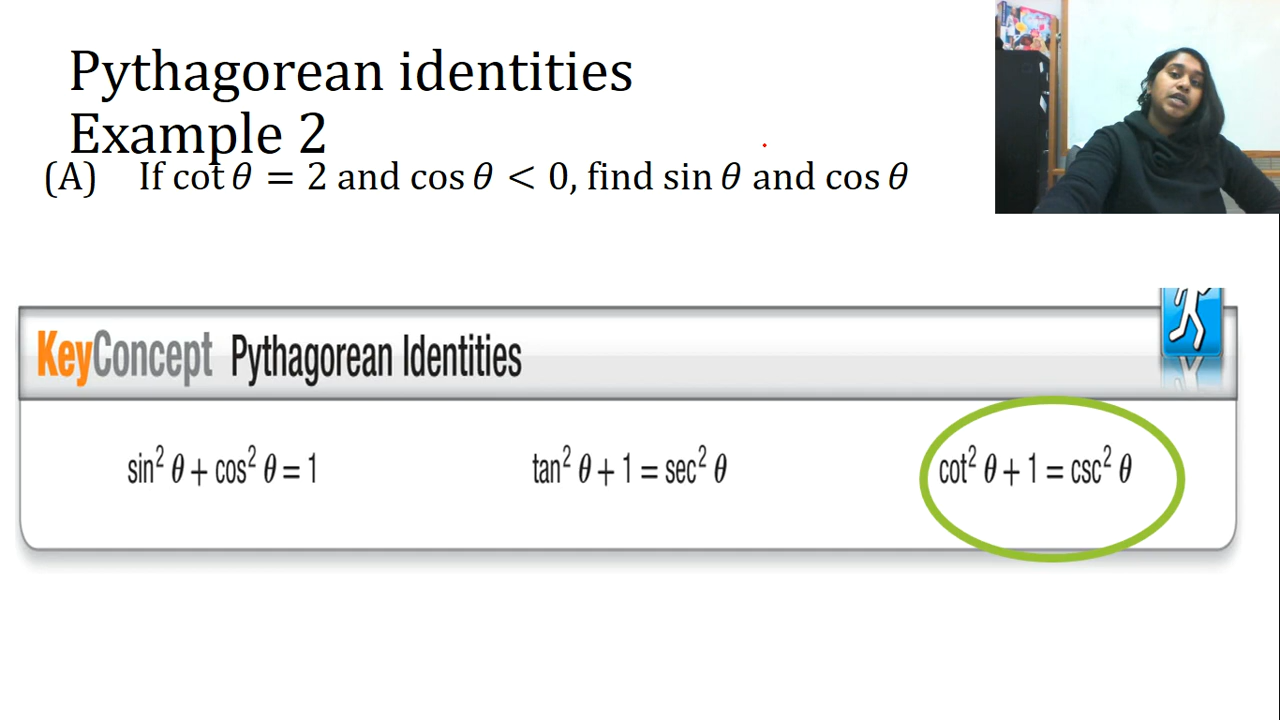 Pythagorean identities
Example 2
(A) If cot θ = 2 and cos θ < 0, find sin θ and cos θ
KeyConcept Pythagorean Identities
sin² θ + cos² θ = 1
tan² θ + 1 = sec² θ
cot² θ + 1 = csc² θ